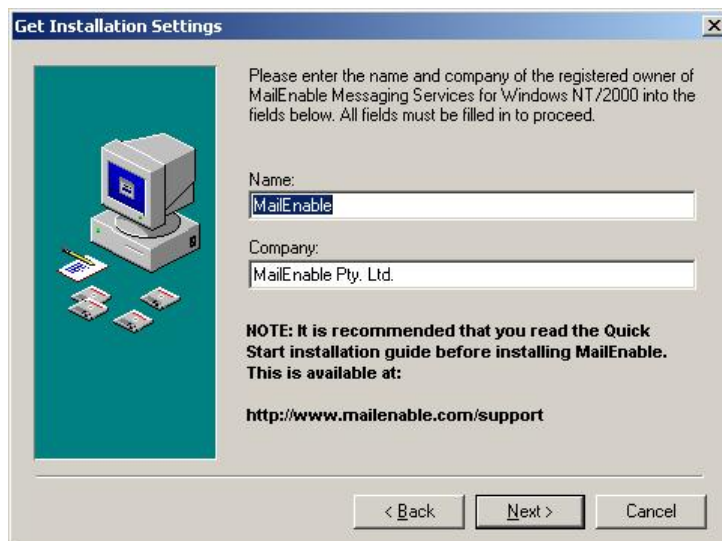 Get Installation Settings
Please enter the name and company of the registered owner of
MailEnable Messaging Services for Windows NT/2000 into the
fields below. All fields must be filled in to proceed.
Name:
MailEnable
Company:
MailEnable Pty. Ltd.
NOTE: It is recommended that you read the Quick
Start installation guide before installing MailEnable.
This is available at:
http://www.mailenable.com/support
< Back
Next >
Cancel